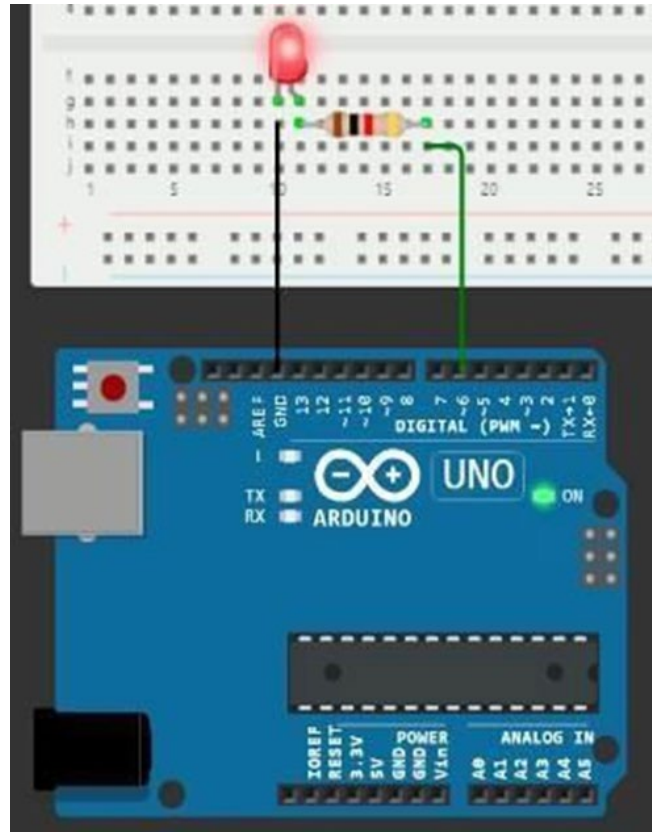 f
g
h
i
j
1 5 10 15 20 25
+
AREF
GND
13
12
~11
~10
~9
8
7
~6
~5
4
~3
2
TX→1
RX←0
DIGITAL (PWM ~)
TX
RX
ARDUINO
UNO
ON
POWER
ANALOG IN
IOREF
RESET
3.3V
5V
GND
GND
Vin
A0
A1
A2
A3
A4
A5